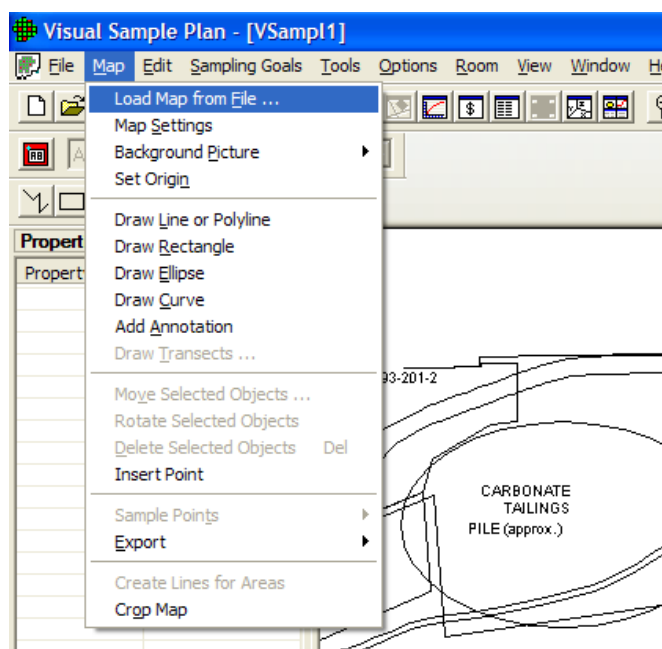 Visual Sample Plan - [VSampl1]
File Map Edit Sampling Goals Tools Options Room View Window
Load Map from File ...
Map Settings
Background Picture
Set Origin
Draw Line or Polyline
Draw Rectangle
Draw Ellipse
Draw Curve
Add Annotation
Draw Transects ...
Move Selected Objects ...
Rotate Selected Objects
Delete Selected Objects Del
Insert Point
Sample Points
Export
Create Lines for Areas
Crop Map
Propert
Propert
93-201-2
CARBONATE
TAILINGS
PILE (approx.)